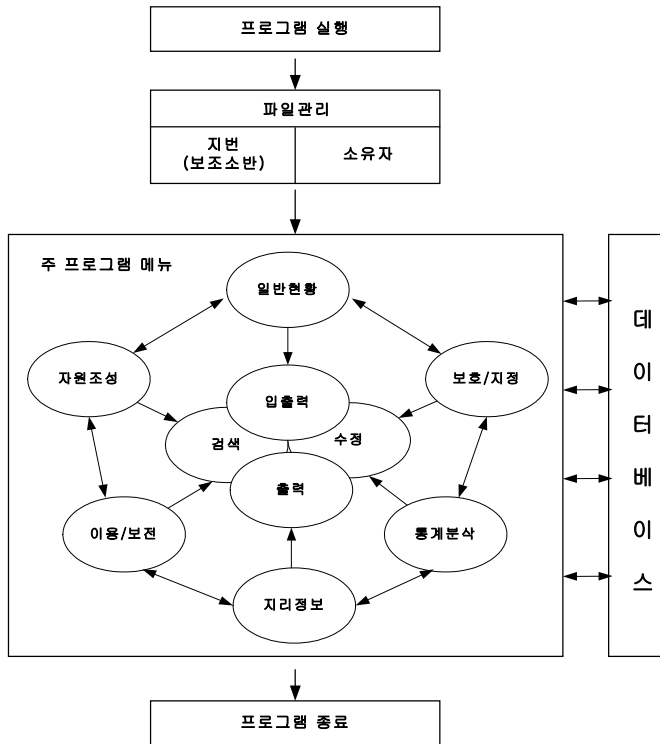 프로그램 실행
파일관리
지번
(보조소반)
소유자
주 프로그램 메뉴
일반현황
자원조성
보호/지정
입출력
검색
수정
출력
이용/보전
통계분삭
지리정보
데
이
터
베
이
스
프로그램 종료